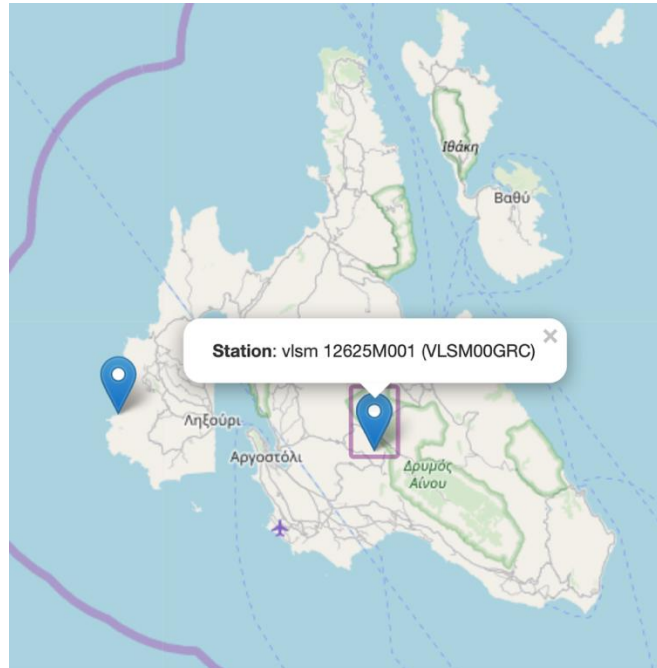 Ιθάκη
Βαθύ
Station: vlsm 12625M001 (VLSM00GRC)
×
Ληξούρι
Αργοστόλι
Δρυμός
Αίνου